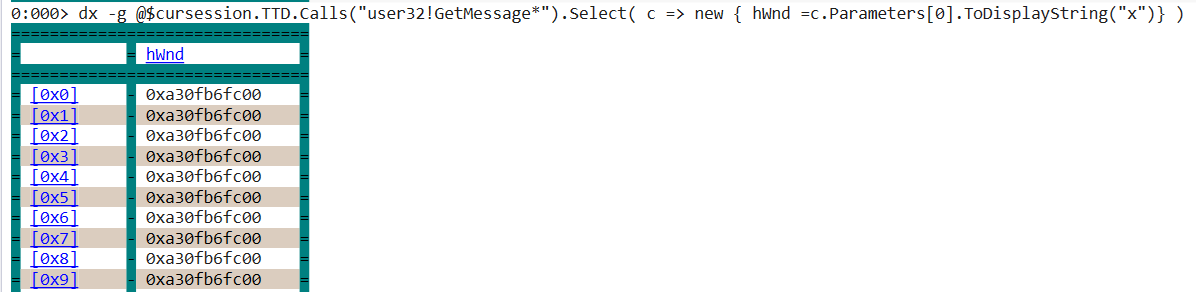 0:000> dx -g @$cursession.TTD.Calls("user32!GetMessage*").Select( c => new { hWnd =c.Parameters[0].ToDisplayString("x")} )
=================================
=           = hWnd              =
=================================
= [0x0]     - 0xa30fb6fc00      =
= [0x1]     - 0xa30fb6fc00      =
= [0x2]     - 0xa30fb6fc00      =
= [0x3]     - 0xa30fb6fc00      =
= [0x4]     - 0xa30fb6fc00      =
= [0x5]     - 0xa30fb6fc00      =
= [0x6]     - 0xa30fb6fc00      =
= [0x7]     - 0xa30fb6fc00      =
= [0x8]     - 0xa30fb6fc00      =
= [0x9]     - 0xa30fb6fc00      =